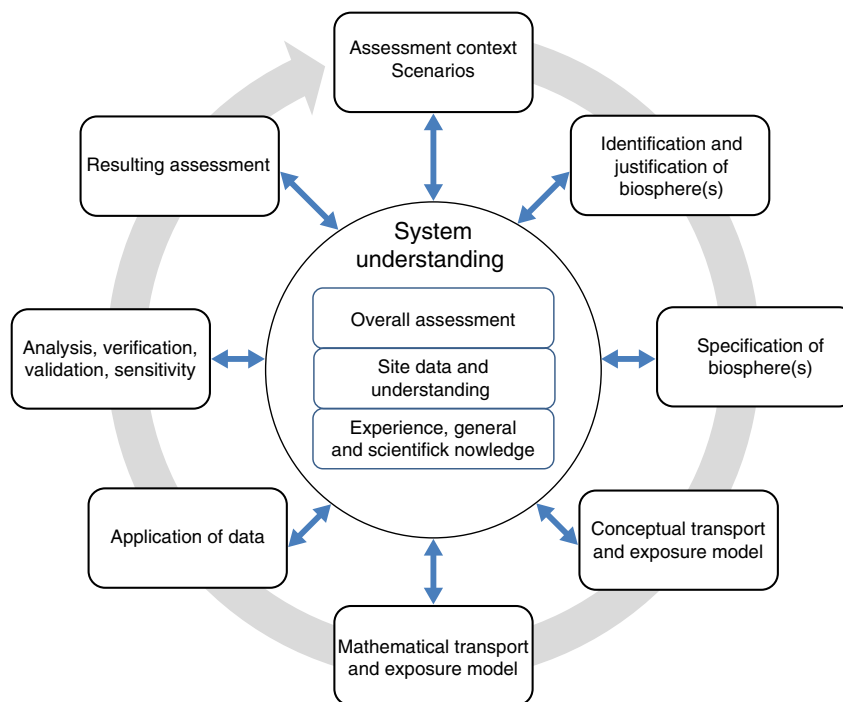 Assessment context
Scenarios
Identification and
justification of
biosphere(s)
Resulting assessment
System
understanding
Overall assessment
Site data and
understanding
Experience, general
and scientifick nowledge
Analysis, verification,
validation, sensitivity
Specification of
biosphere(s)
Application of data
Conceptual transport
and exposure model
Mathematical transport
and exposure model